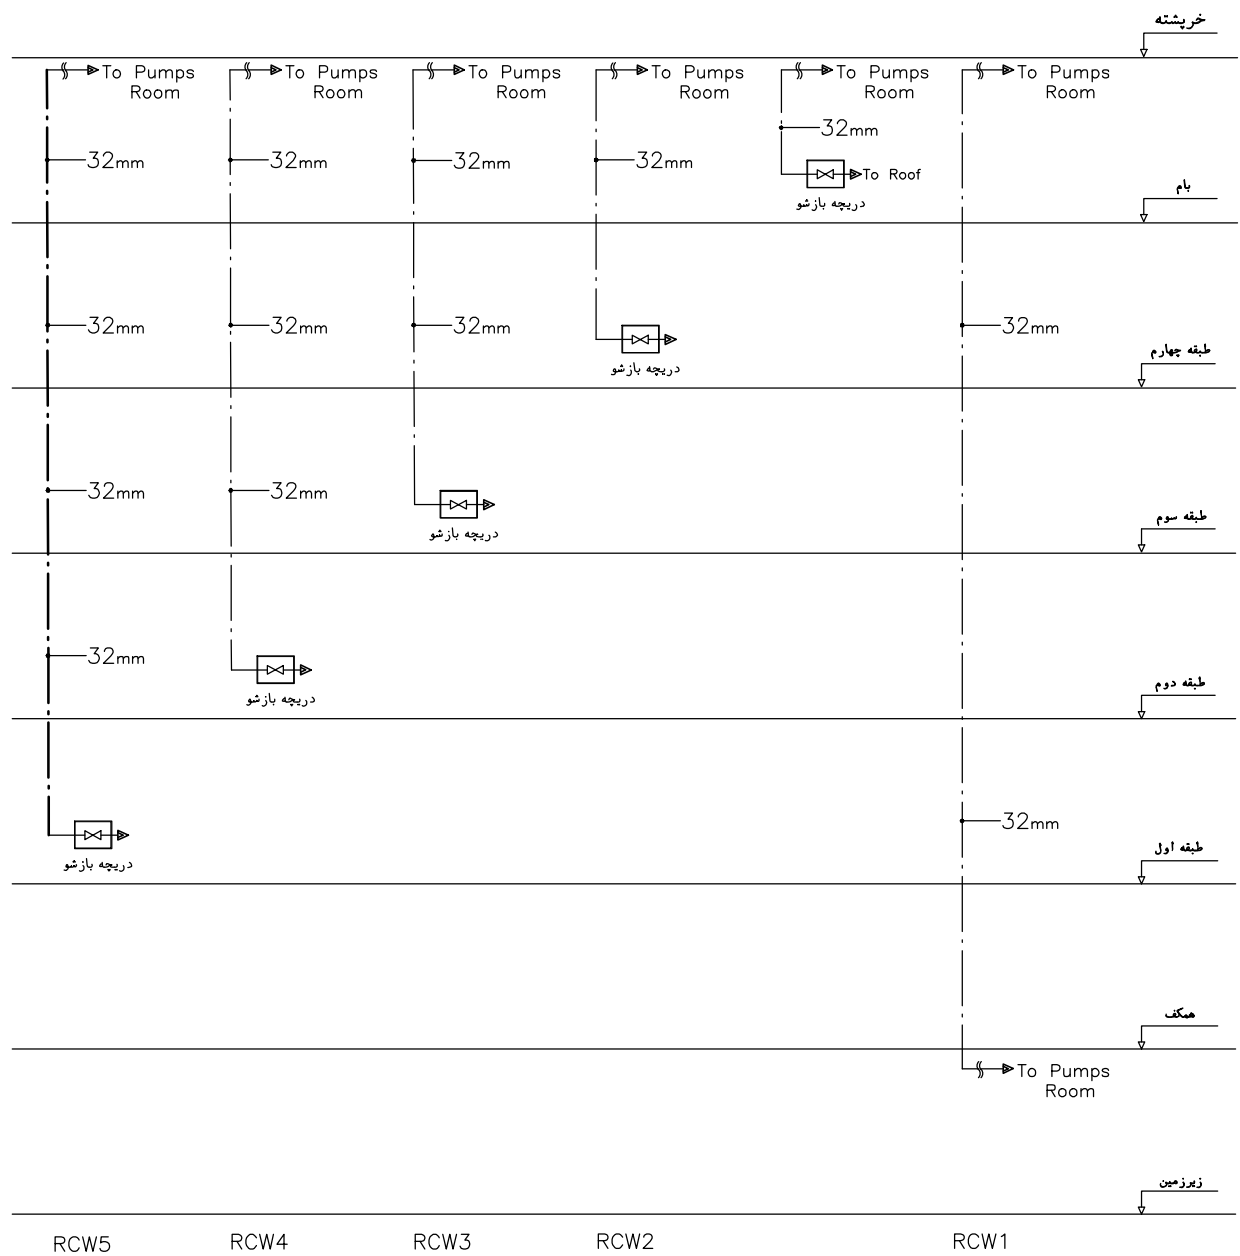 خرپشته
To Pumps
Room
To Pumps
Room
To Pumps
Room
To Pumps
Room
To Pumps
Room
To Pumps
Room
32mm
32mm
32mm
32mm
32mm
To Roof
دریچه بازشو
بام
32mm
32mm
32mm
32mm
دریچه بازشو
طبقه چهارم
32mm
32mm
دریچه بازشو
طبقه سوم
32mm
دریچه بازشو
طبقه دوم
32mm
دریچه بازشو
طبقه اول
همکف
To Pumps
Room
زیرزمین
RCW5
RCW4
RCW3
RCW2
RCW1